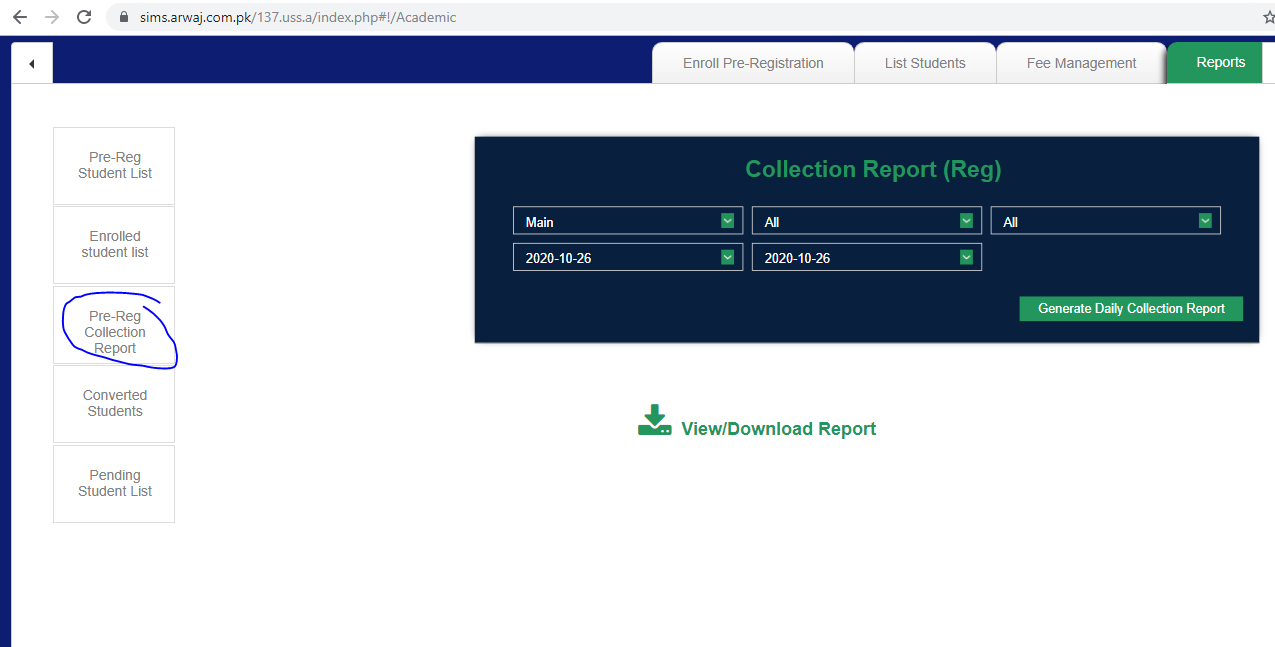 sims.arwaj.com.pk/137.uss.a/index.php#!/Academic
Enroll Pre-Registration
List Students
Fee Management
Reports
Pre-Reg
Student List
Enrolled
student list
Pre-Reg
Collection
Report
Converted
Students
Pending
Student List
Collection Report (Reg)
Main
All
All
2020-10-26
2020-10-26
Generate Daily Collection Report
View/Download Report